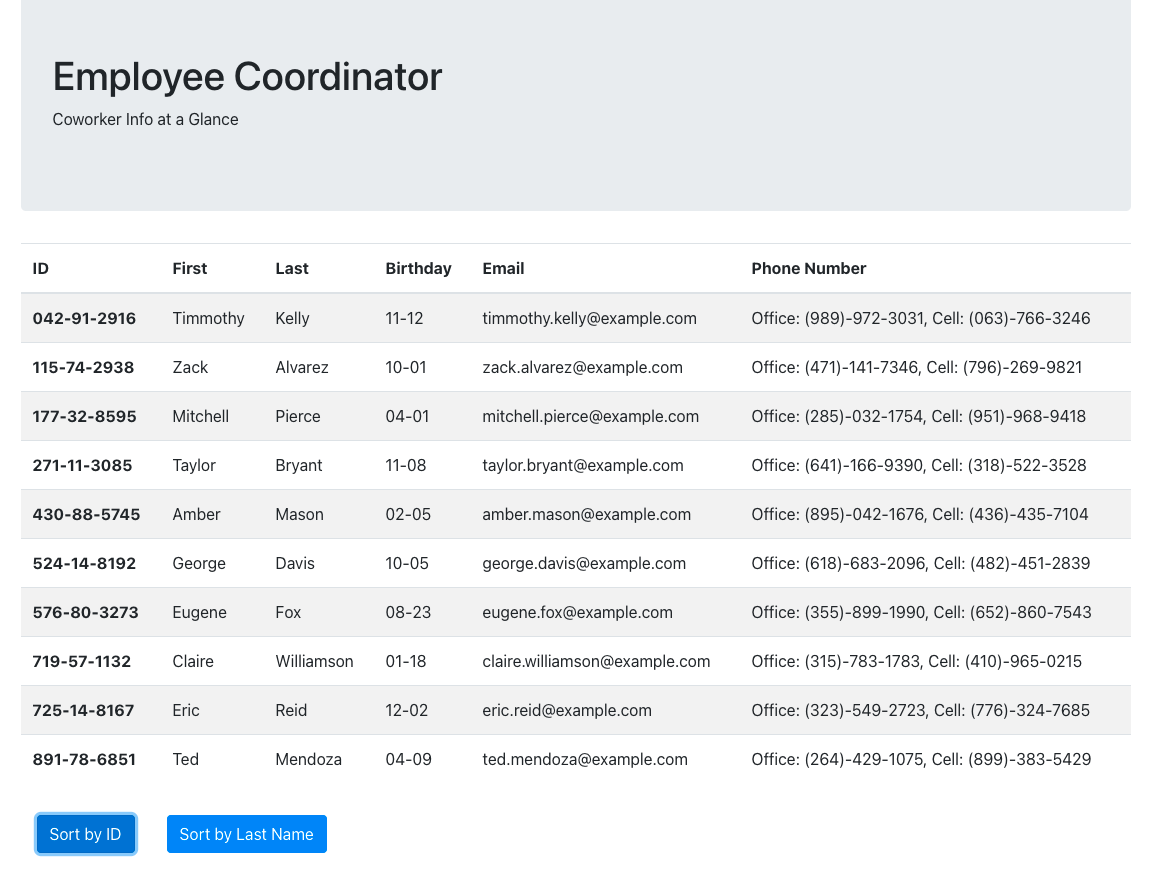 Employee Coordinator
Coworker Info at a Glance
ID First Last Birthday Email Phone Number
042-91-2916 Timmothy Kelly 11-12 timmothy.kelly@example.com Office: (989)-972-3031, Cell: (063)-766-3246
115-74-2938 Zack Alvarez 10-01 zack.alvarez@example.com Office: (471)-141-7346, Cell: (796)-269-9821
177-32-8595 Mitchell Pierce 04-01 mitchell.pierce@example.com Office: (285)-032-1754, Cell: (951)-968-9418
271-11-3085 Taylor Bryant 11-08 taylor.bryant@example.com Office: (641)-166-9390, Cell: (318)-522-3528
430-88-5745 Amber Mason 02-05 amber.mason@example.com Office: (895)-042-1676, Cell: (436)-435-7104
524-14-8192 George Davis 10-05 george.davis@example.com Office: (618)-683-2096, Cell: (482)-451-2839
576-80-3273 Eugene Fox 08-23 eugene.fox@example.com Office: (355)-899-1990, Cell: (652)-860-7543
719-57-1132 Claire Williamson 01-18 claire.williamson@example.com Office: (315)-783-1783, Cell: (410)-965-0215
725-14-8167 Eric Reid 12-02 eric.reid@example.com Office: (323)-549-2723, Cell: (776)-324-7685
891-78-6851 Ted Mendoza 04-09 ted.mendoza@example.com Office: (264)-429-1075, Cell: (899)-383-5429
Sort by ID Sort by Last Name